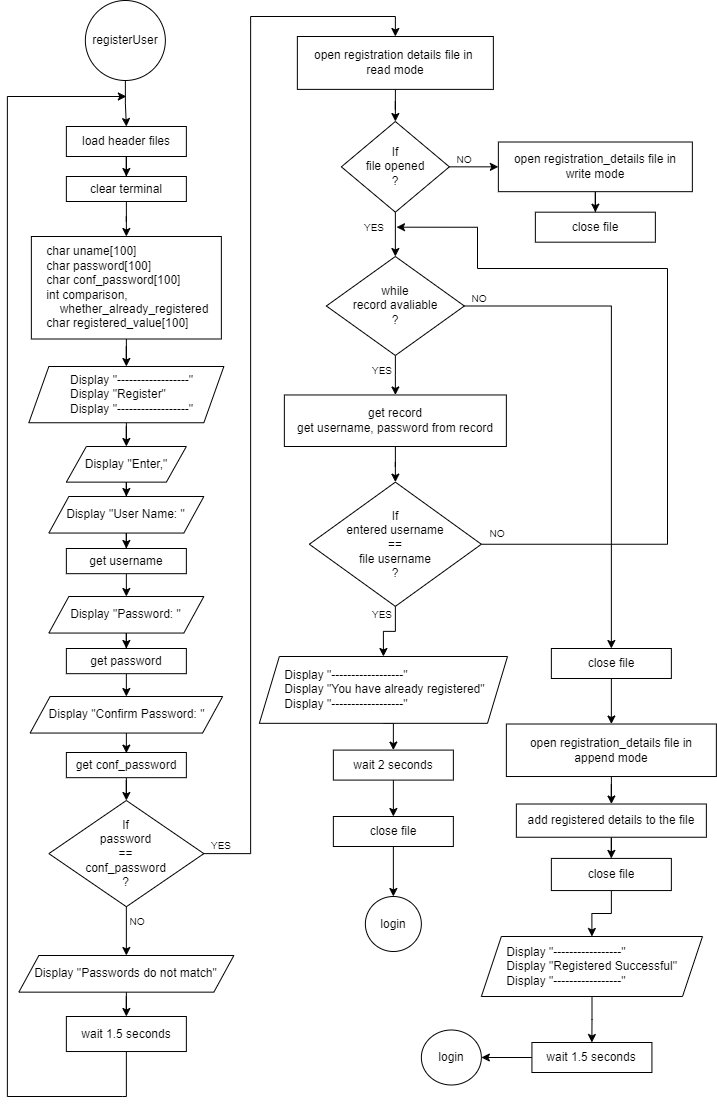 registerUser
load header files
clear terminal
char uname[100]
char password[100]
char conf_password[100]
int comparison,
whether_already_registered
char registered_value[100]
Display "------------------"
Display "Register"
Display "------------------"
Display "Enter,"
Display "User Name: "
get username
Display "Password: "
get password
Display "Confirm Password: "
get conf_password
If
password
==
conf_password
?
YES
NO
Display "Passwords do not match"
wait 1.5 seconds
open registration details file in
read mode
If
file opened
?
NO
open registration_details file in
write mode
close file
YES
while
record avaliable
?
NO
YES
get record
get username, password from record
If
entered username
==
file username
?
NO
YES
Display "------------------"
Display "You have already registered"
Display "------------------"
wait 2 seconds
close file
login
close file
open registration_details file in
append mode
add registered details to the file
close file
Display "-----------------"
Display "Registered Successful"
Display "-----------------"
wait 1.5 seconds
login